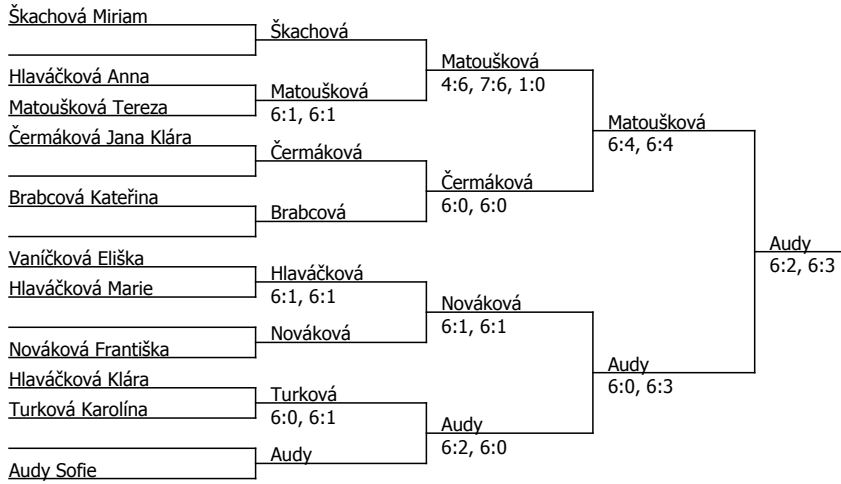 Škachová Miriam
Hlaváčková Anna
Matoušková Tereza
Čermáková Jana Klára
Brabcová Kateřina
Vaníčková Eliška
Hlaváčková Marie
Nováková Františka
Hlaváčková Klára
Turková Karolína
Audy Sofie
Škachová
Matoušková
6:1, 6:1
Čermáková
Brabcová
Hlaváčková
6:1, 6:1
Nováková
Turková
6:0, 6:1
Audy
Matoušková
4:6, 7:6, 1:0
Čermáková
6:0, 6:0
Nováková
6:1, 6:1
Audy
6:2, 6:0
Matoušková
6:4, 6:4
Audy
6:0, 6:3
Audy
6:2, 6:3